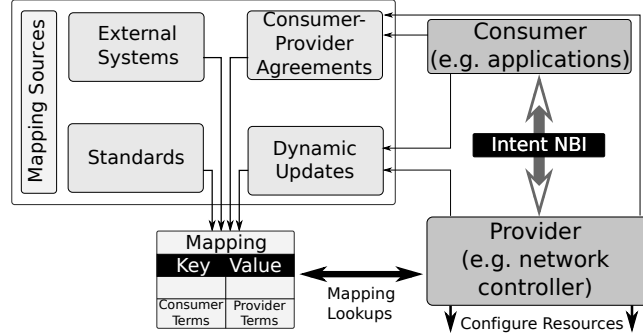 Mapping Sources
External
Systems
Consumer-
Provider
Agreements
Standards
Dynamic
Updates
Consumer
(e.g. applications)
Intent NBI
Provider
(e.g. network
controller)
Mapping
Key Value
Consumer
Terms
Provider
Terms
Mapping
Lookups
Configure Resources